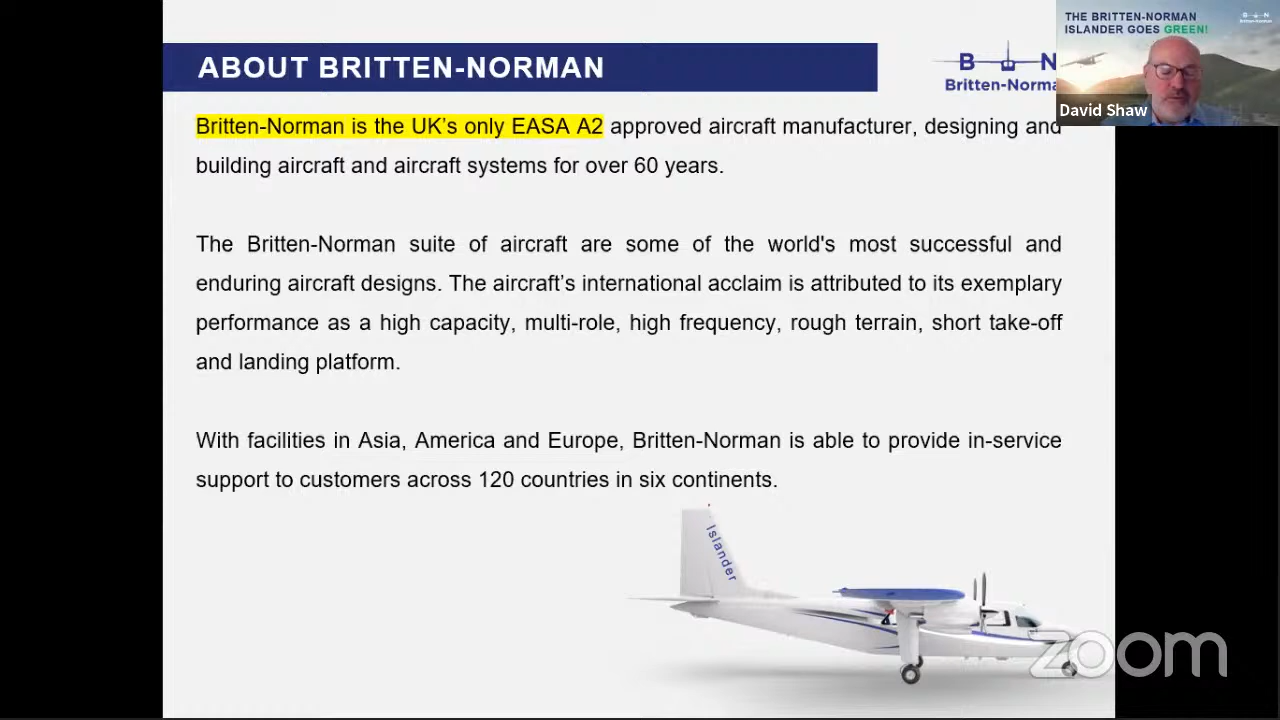 THE BRITTEN-NORMAN
ISLANDER GOES GREEN!
B N
Britten-Norman
David Shaw
ABOUT BRITTEN-NORMAN
B N
Britten-Norma
Britten-Norman is the UK's only EASA A2 approved aircraft manufacturer, designing and
building aircraft and aircraft systems for over 60 years.
The Britten-Norman suite of aircraft are some of the world's most successful and
enduring aircraft designs. The aircraft's international acclaim is attributed to its exemplary
performance as a high capacity, multi-role, high frequency, rough terrain, short take-off
and landing platform.
With facilities in Asia, America and Europe, Britten-Norman is able to provide in-service
support to customers across 120 countries in six continents.
Islander
zoom